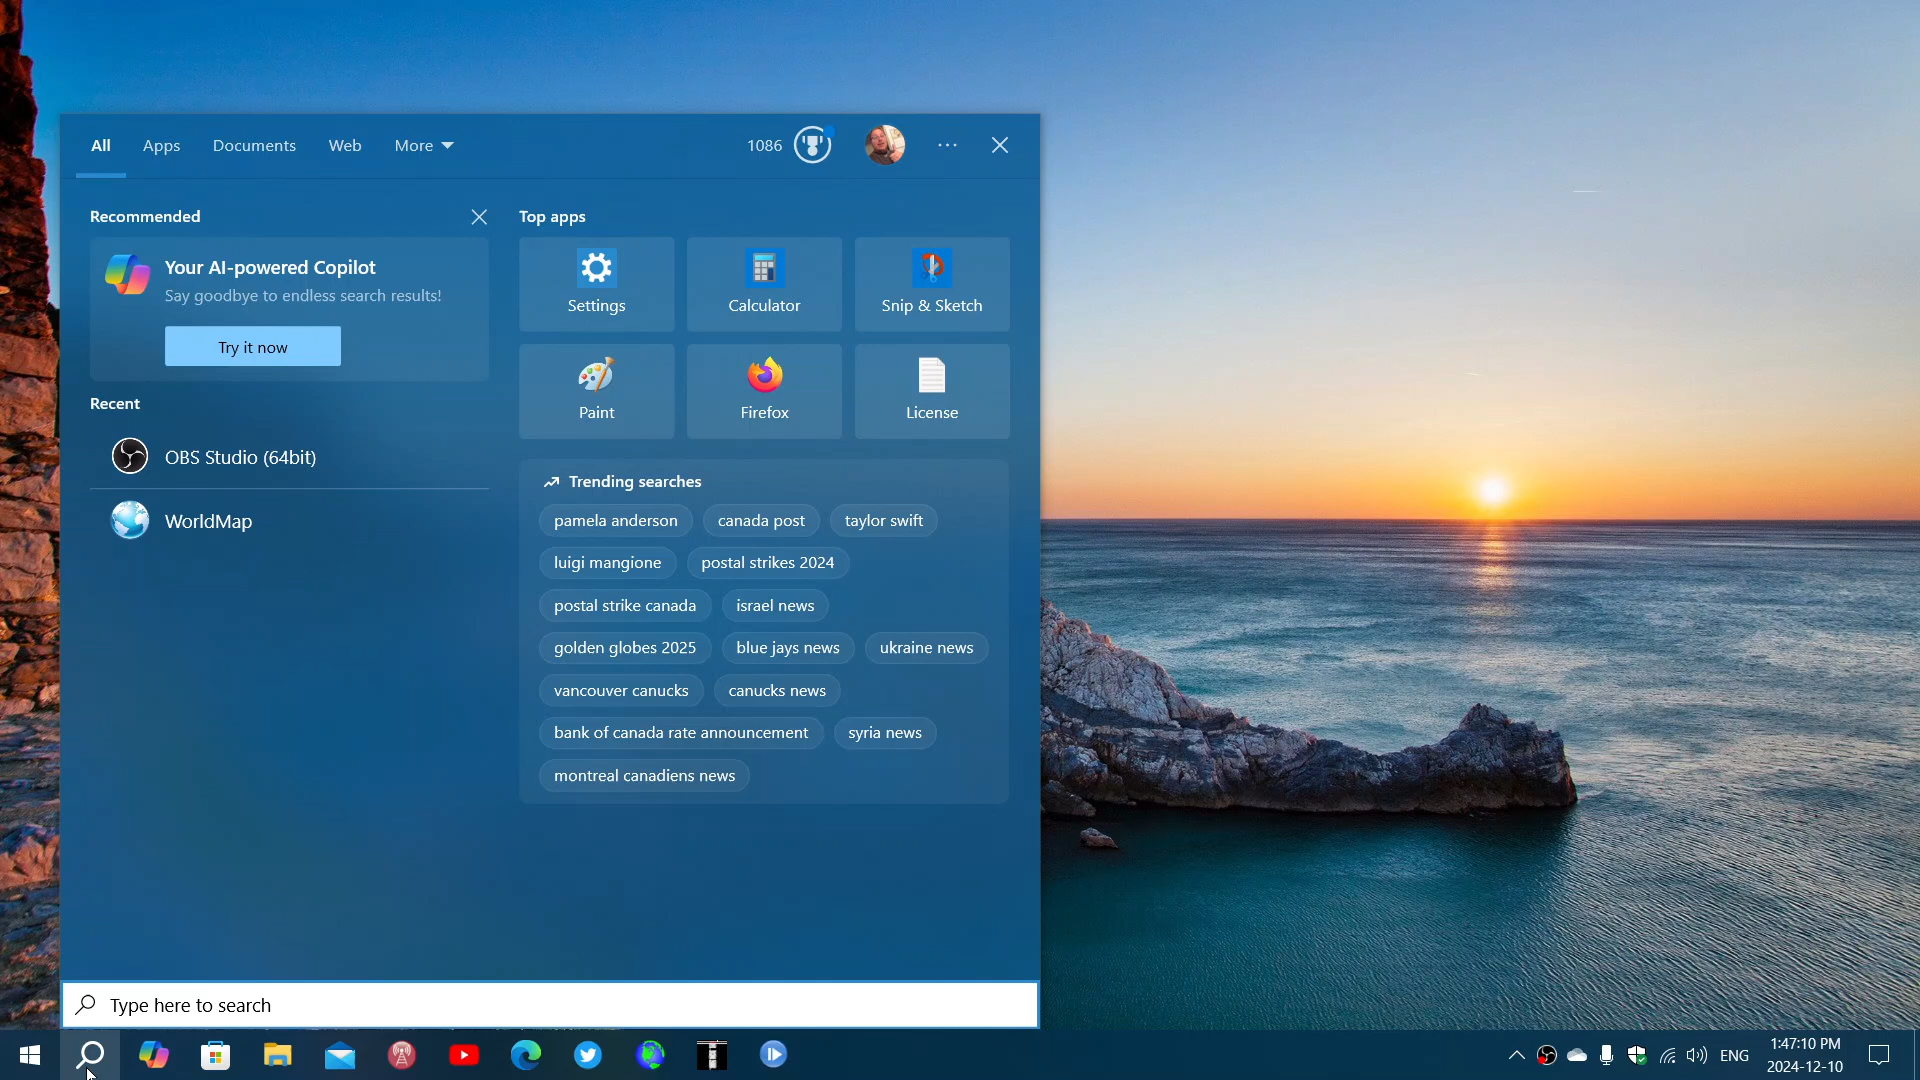 All Apps Documents Web More 1086
Recommended
Your AI-powered Copilot
Say goodbye to endless search results!
Try it now
Recent
OBS Studio (64bit)
WorldMap
Top apps
Settings Calculator Snip & Sketch
Paint Firefox License
Trending searches
pamela anderson canada post taylor swift
luigi mangione postal strikes 2024
postal strike canada israel news
golden globes 2025 blue jays news ukraine news
vancouver canucks canucks news
bank of canada rate announcement syria news
montreal canadiens news
Type here to search
ENG
1:47:10 PM
2024-12-10